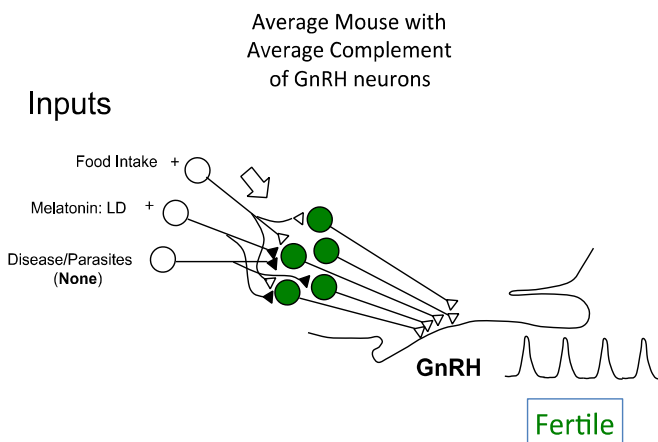 Average Mouse with
Average Complement
of GnRH neurons
Inputs
Food Intake +
Melatonin: LD +
Disease/Parasites
(None)
GnRH
Fertile